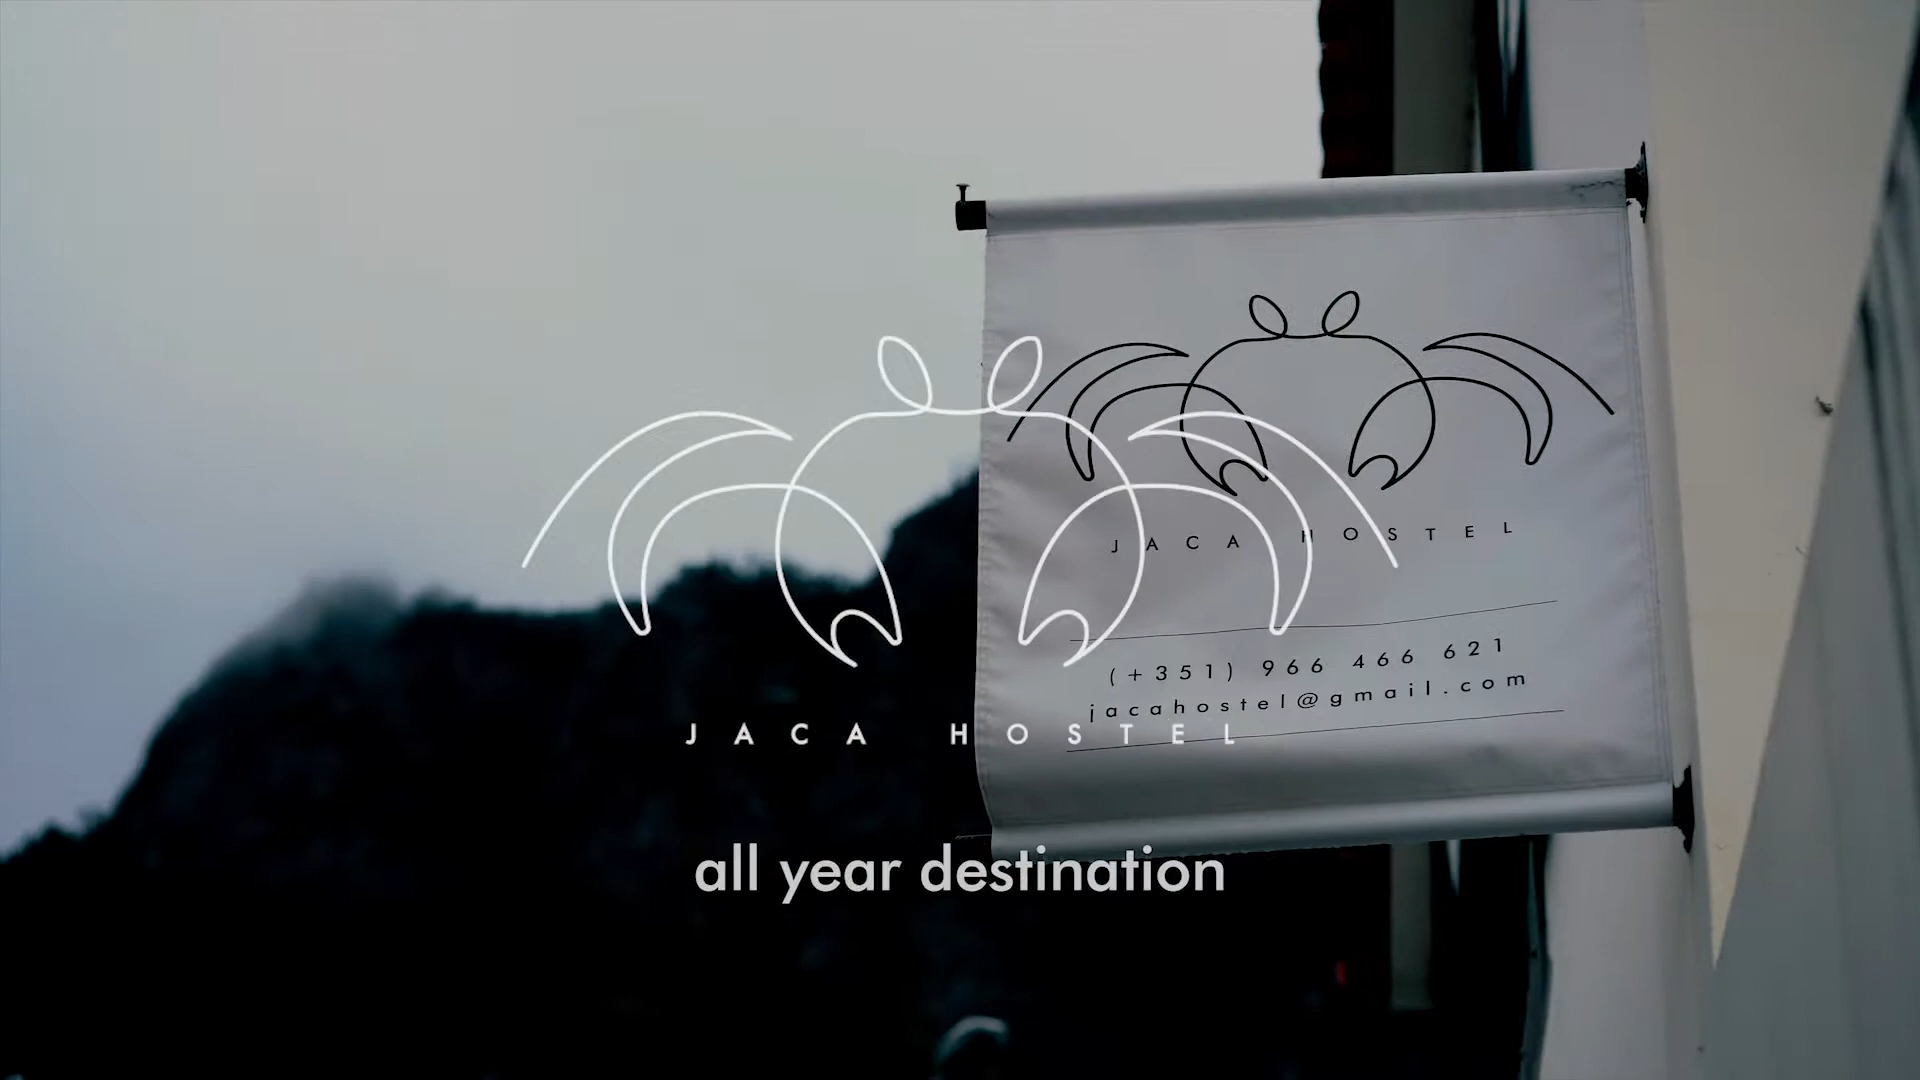 JACA HOSTEL
(+351) 966 466 621
jacahostel@gmail.com
JACA HOSTEL
all year destination